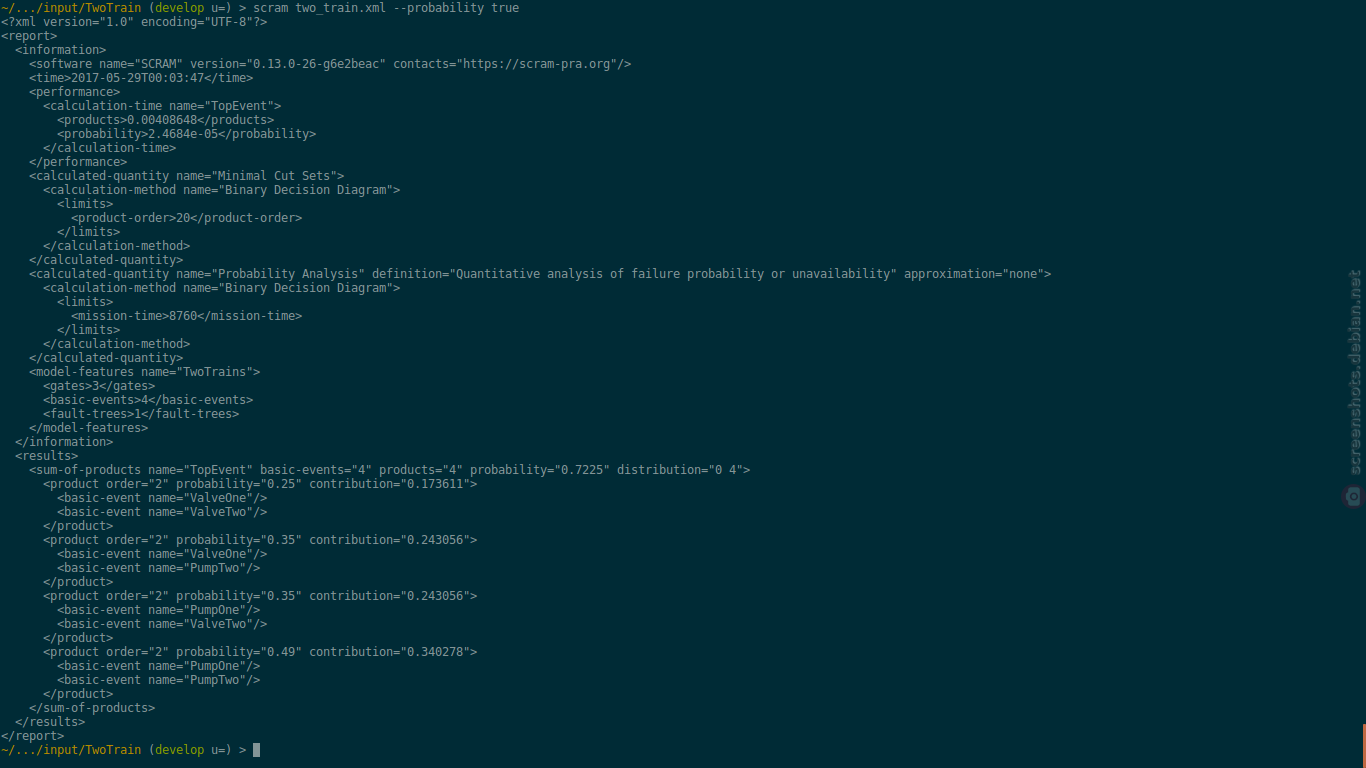 ~/.../input/TwoTrain (develop u=) > scram two_train.xml --probability true
<?xml version="1.0" encoding="UTF-8"?>
<report>
  <information>
    <software name="SCRAM" version="0.13.0-26-g6e2beac" contacts="https://scram-pra.org"/>
    <time>2017-05-29T00:03:47</time>
    <performance>
      <calculation-time name="TopEvent">
        <products>0.00408648</products>
        <probability>2.4684e-05</probability>
      </calculation-time>
    </performance>
    <calculated-quantity name="Minimal Cut Sets">
      <calculation-method name="Binary Decision Diagram">
        <limits>
          <product-order>20</product-order>
        </limits>
      </calculation-method>
    </calculated-quantity>
    <calculated-quantity name="Probability Analysis" definition="Quantitative analysis of failure probability or unavailability" approximation="none">
      <calculation-method name="Binary Decision Diagram">
        <limits>
          <mission-time>8760</mission-time>
        </limits>
      </calculation-method>
    </calculated-quantity>
    <model-features name="TwoTrains">
      <gates>3</gates>
      <basic-events>4</basic-events>
      <fault-trees>1</fault-trees>
    </model-features>
  </information>
  <results>
    <sum-of-products name="TopEvent" basic-events="4" products="4" probability="0.7225" distribution="0 4">
      <product order="2" probability="0.25" contribution="0.173611">
        <basic-event name="ValveOne"/>
        <basic-event name="ValveTwo"/>
      </product>
      <product order="2" probability="0.35" contribution="0.243056">
        <basic-event name="ValveOne"/>
        <basic-event name="PumpTwo"/>
      </product>
      <product order="2" probability="0.35" contribution="0.243056">
        <basic-event name="PumpOne"/>
        <basic-event name="ValveTwo"/>
      </product>
      <product order="2" probability="0.49" contribution="0.340278">
        <basic-event name="PumpOne"/>
        <basic-event name="PumpTwo"/>
      </product>
    </sum-of-products>
  </results>
</report>
~/.../input/TwoTrain (develop u=) >
screenshots.debian.net